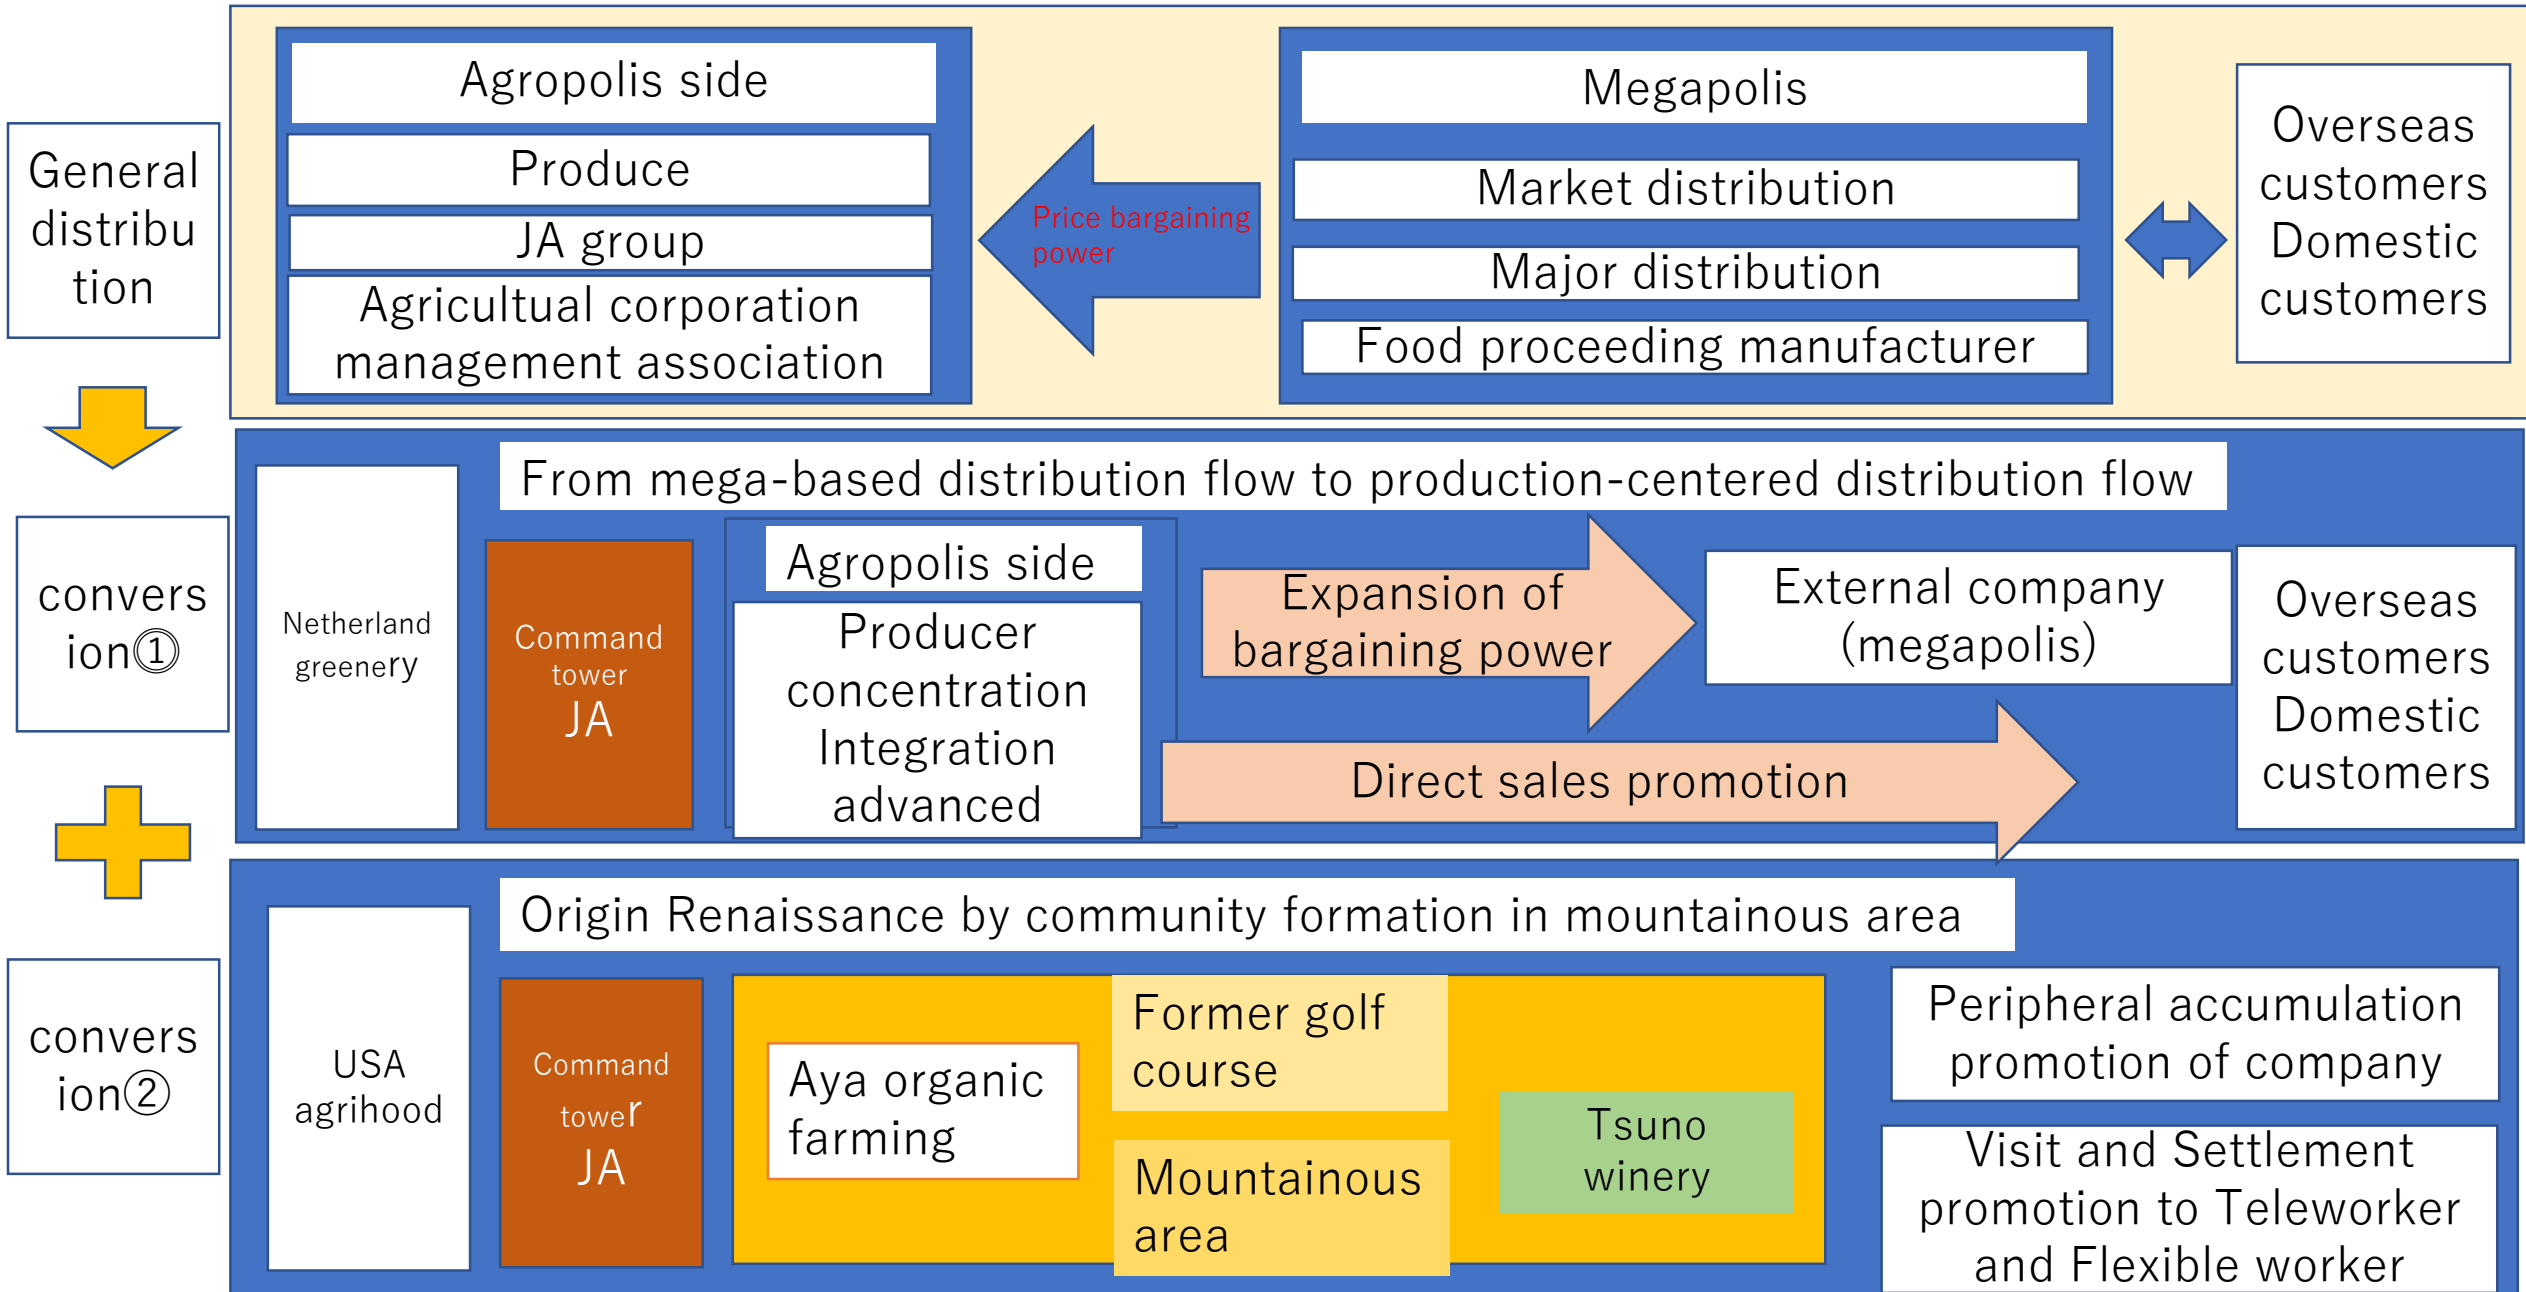 General
distribu
tion
Agropolis side
Produce
JA group
Agricultual corporation
management association
Price bargaining
power
Megapolis
Market distribution
Major distribution
Food proceeding manufacturer
Overseas
customers
Domestic
customers
convers
ion①
From mega-based distribution flow to production-centered distribution flow
Netherland
greenery
Command
tower
JA
Agropolis side
Producer
concentration
Integration
advanced
Expansion of
bargaining power
External company
(megapolis)
Direct sales promotion
Overseas
customers
Domestic
customers
convers
ion②
Origin Renaissance by community formation in mountainous area
USA
agrihood
Command
tower
JA
Aya organic
farming
Former golf
course
Mountainous
area
Tsuno
winery
Peripheral accumulation
promotion of company
Visit and Settlement
promotion to Teleworker
and Flexible worker